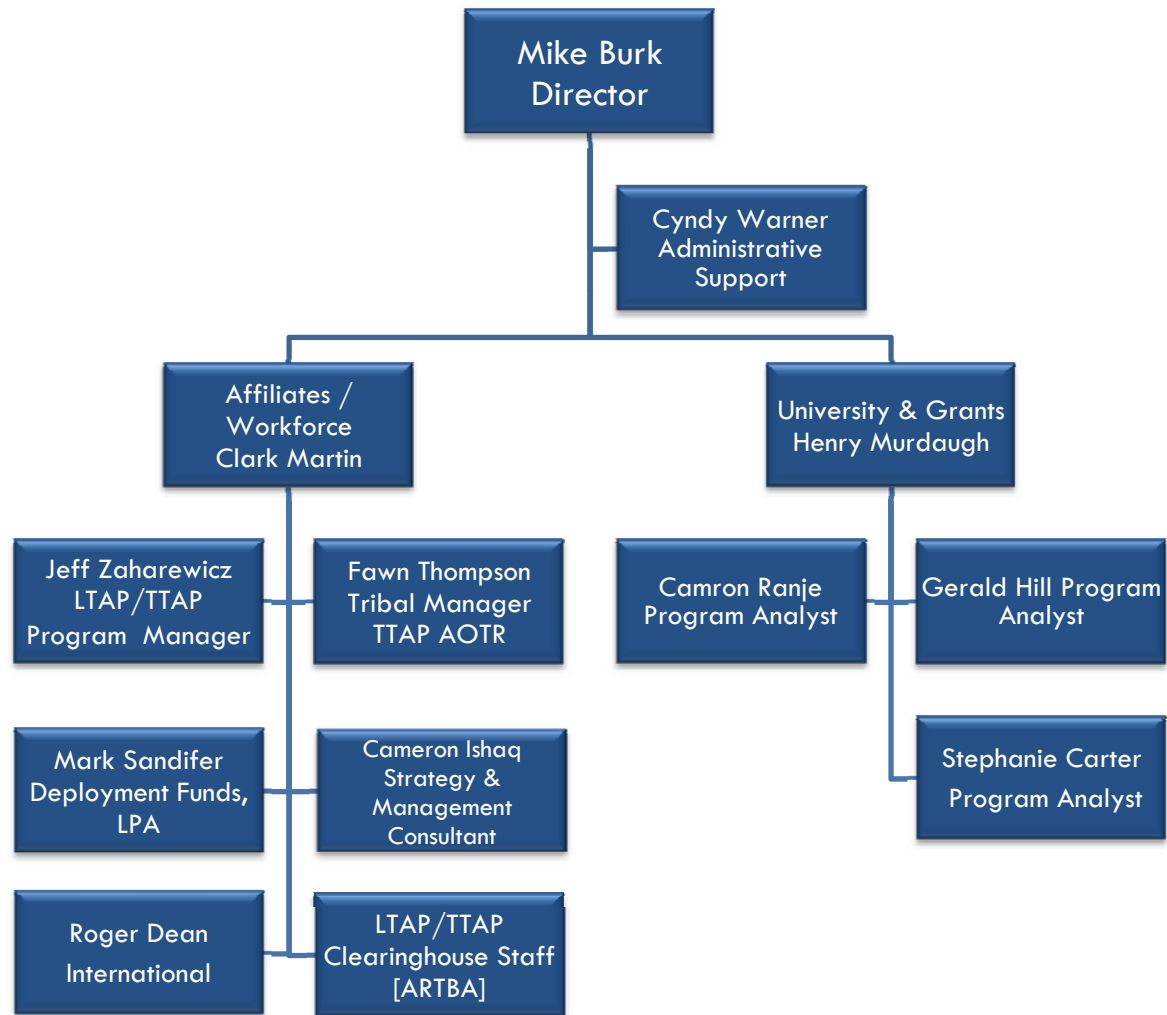 Mike Burk
Director
Cyndy Warner
Administrative
Support
Affiliates /
Workforce
Clark Martin
University & Grants
Henry Murdaugh
Jeff Zaharewicz
LTAP/TTAP
Program Manager
Fawn Thompson
Tribal Manager
TTAP AOTR
Camron Ranje
Program Analyst
Gerald Hill Program
Analyst
Mark Sandifer
Deployment Funds,
LPA
Cameron Ishaq
Strategy &
Management
Consultant
Stephanie Carter
Program Analyst
Roger Dean
International
LTAP/TTAP
Clearinghouse Staff
[ARTBA]